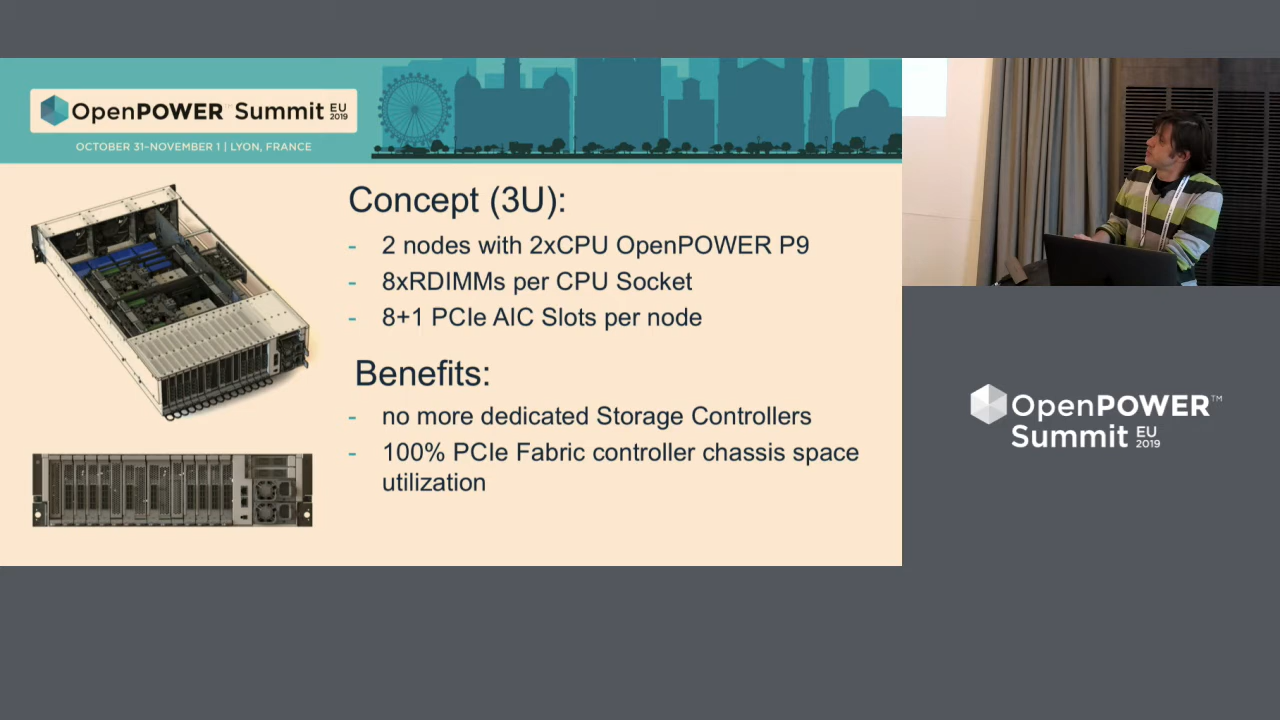 OpenPOWER™ Summit EU 2019
OCTOBER 31–NOVEMBER 1 | LYON, FRANCE
Concept (3U):
- 2 nodes with 2xCPU OpenPOWER P9
- 8xRDIMMs per CPU Socket
- 8+1 PCIe AIC Slots per node
Benefits:
- no more dedicated Storage Controllers
- 100% PCIe Fabric controller chassis space
utilization
OpenPOWER™
Summit EU 2019